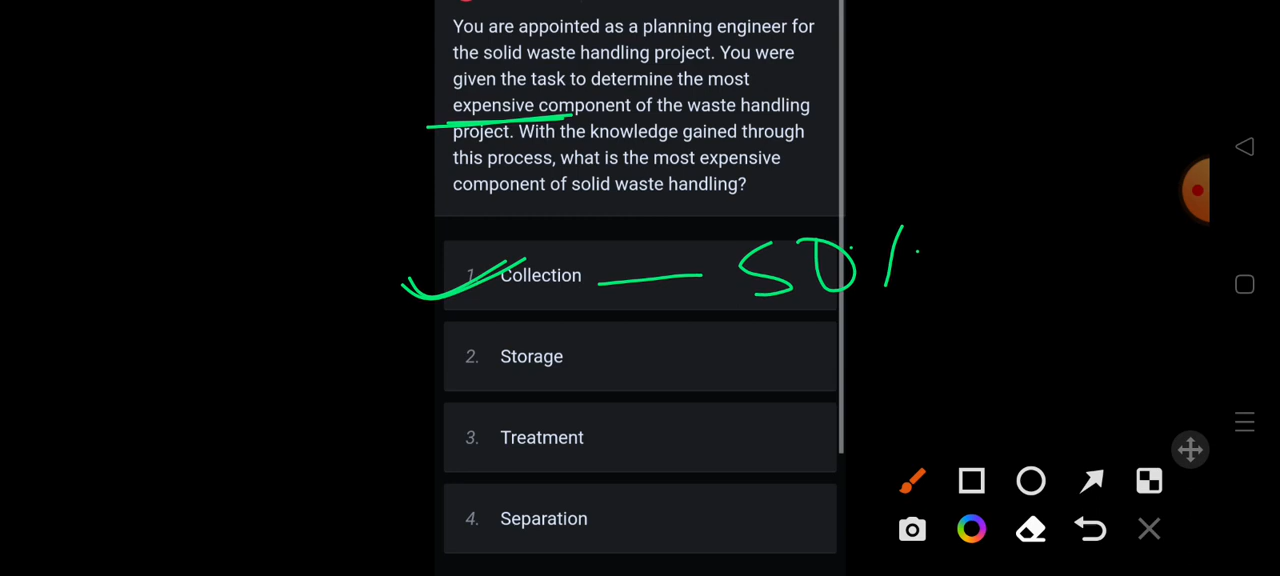 You are appointed as a planning engineer for
the solid waste handling project. You were
given the task to determine the most
expensive component of the waste handling
project. With the knowledge gained through
this process, what is the most expensive
component of solid waste handling?
1. Collection
2. Storage
3. Treatment
4. Separation